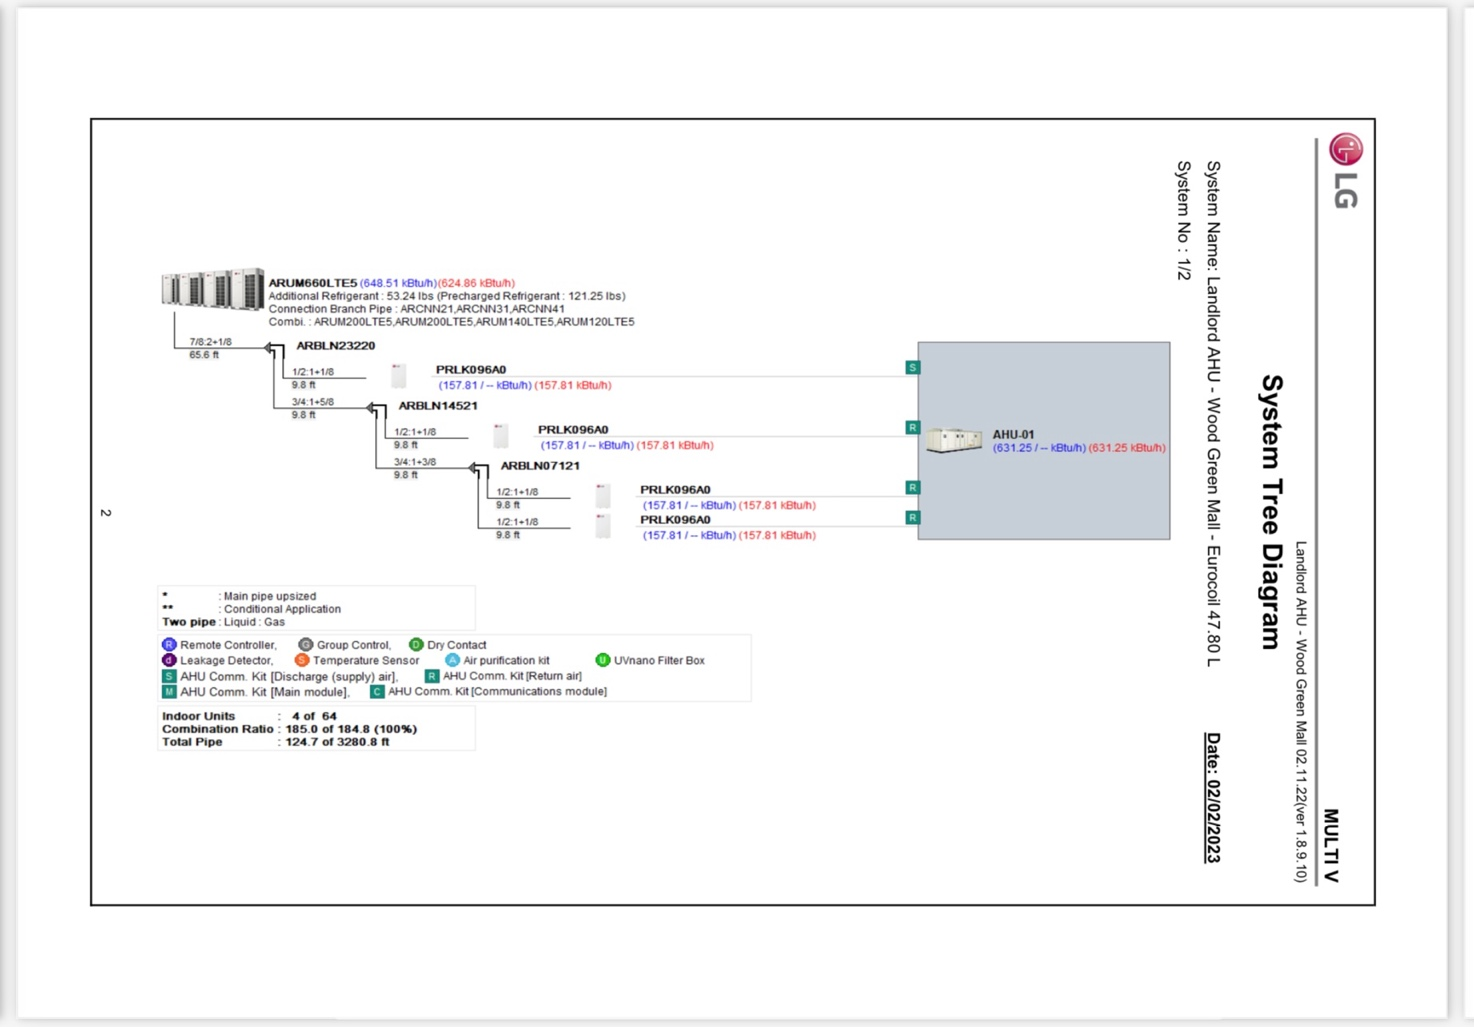 LG
MULTI V
Landlord AHU - Wood Green Mall 02.11.22(ver 1.8.9.10)
System Tree Diagram
System Name: Landlord AHU - Wood Green Mall - Eurocoil 47.80 L
Date: 02/02/2023
System No : 1/2
ARUM660LTE5 (648.51 kBtu/h)(624.86 kBtu/h)
Additional Refrigerant : 53.24 lbs (Precharged Refrigerant : 121.25 lbs)
Connection Branch Pipe : ARCNN21,ARCNN31,ARCNN41
Combi. : ARUM200LTE5,ARUM200LTE5,ARUM140LTE5,ARUM120LTE5
7/8:2+1/8
65.6 ft
ARBLN23220
1/2:1+1/8
9.8 ft
PRLK096A0
(157.81 / -- kBtu/h) (157.81 kBtu/h)
S
3/4:1+5/8
9.8 ft
ARBLN14521
1/2:1+1/8
9.8 ft
PRLK096A0
(157.81 / -- kBtu/h) (157.81 kBtu/h)
R
AHU-01
(631.25 / -- kBtu/h) (631.25 kBtu/h)
3/4:1+3/8
9.8 ft
ARBLN07121
1/2:1+1/8
9.8 ft
PRLK096A0
(157.81 / -- kBtu/h) (157.81 kBtu/h)
R
1/2:1+1/8
9.8 ft
PRLK096A0
(157.81 / -- kBtu/h) (157.81 kBtu/h)
R
* : Main pipe upsized
** : Conditional Application
Two pipe : Liquid : Gas
R Remote Controller, G Group Control, D Dry Contact
d Leakage Detector, S Temperature Sensor A Air purification kit U UVnano Filter Box
S AHU Comm. Kit [Discharge (supply) air], R AHU Comm. Kit [Return air]
M AHU Comm. Kit [Main module], C AHU Comm. Kit [Communications module]
Indoor Units : 4 of 64
Combination Ratio : 185.0 of 184.8 (100%)
Total Pipe : 124.7 of 3280.8 ft
2